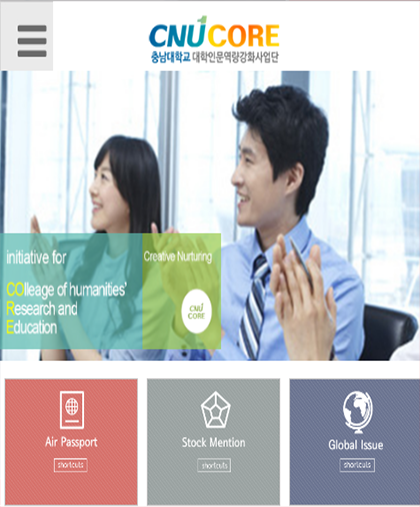 CNU CORE
충남대학교 대학인문역량강화사업단
initiative for
Creative Nurturing
COlleage of humanities'
Research and
Education
CNU
CORE
Air Passport
shortcuts
Stock Mention
shortcuts
Global Issue
shortcuts